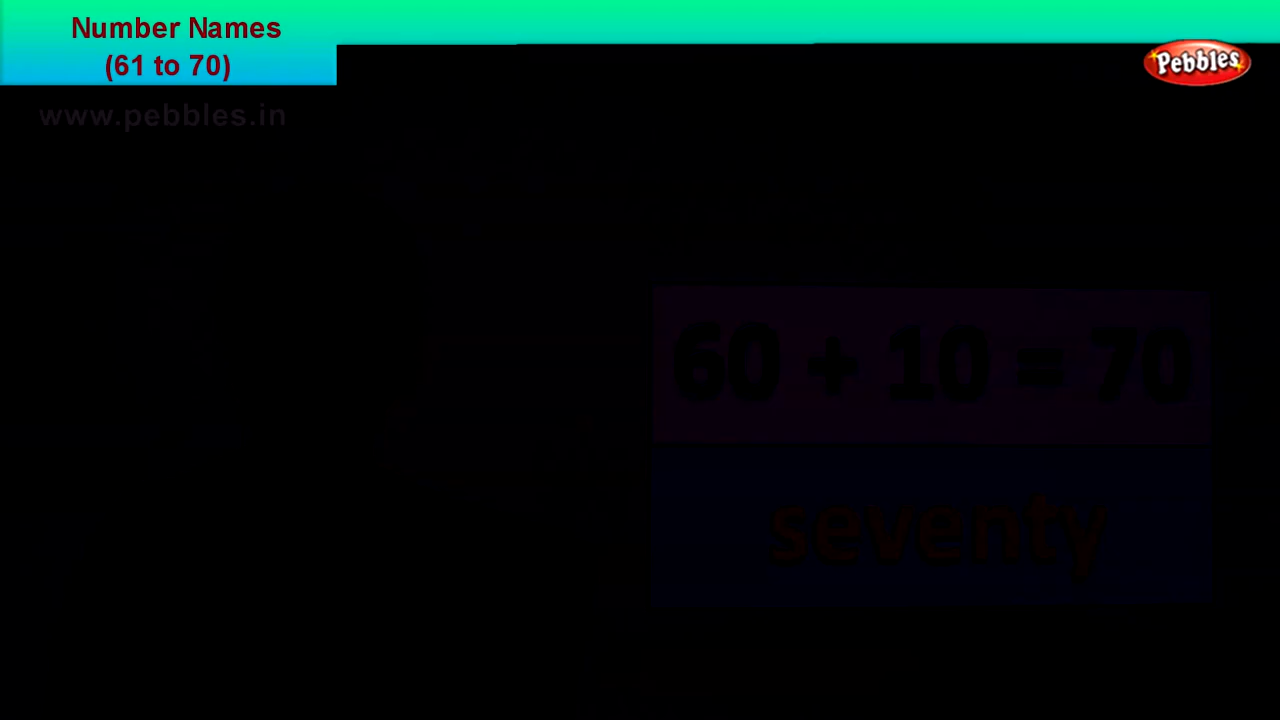 Number Names
(61 to 70)
Pebbles
www.pebbles.in
60 + 10 = 70
seventy